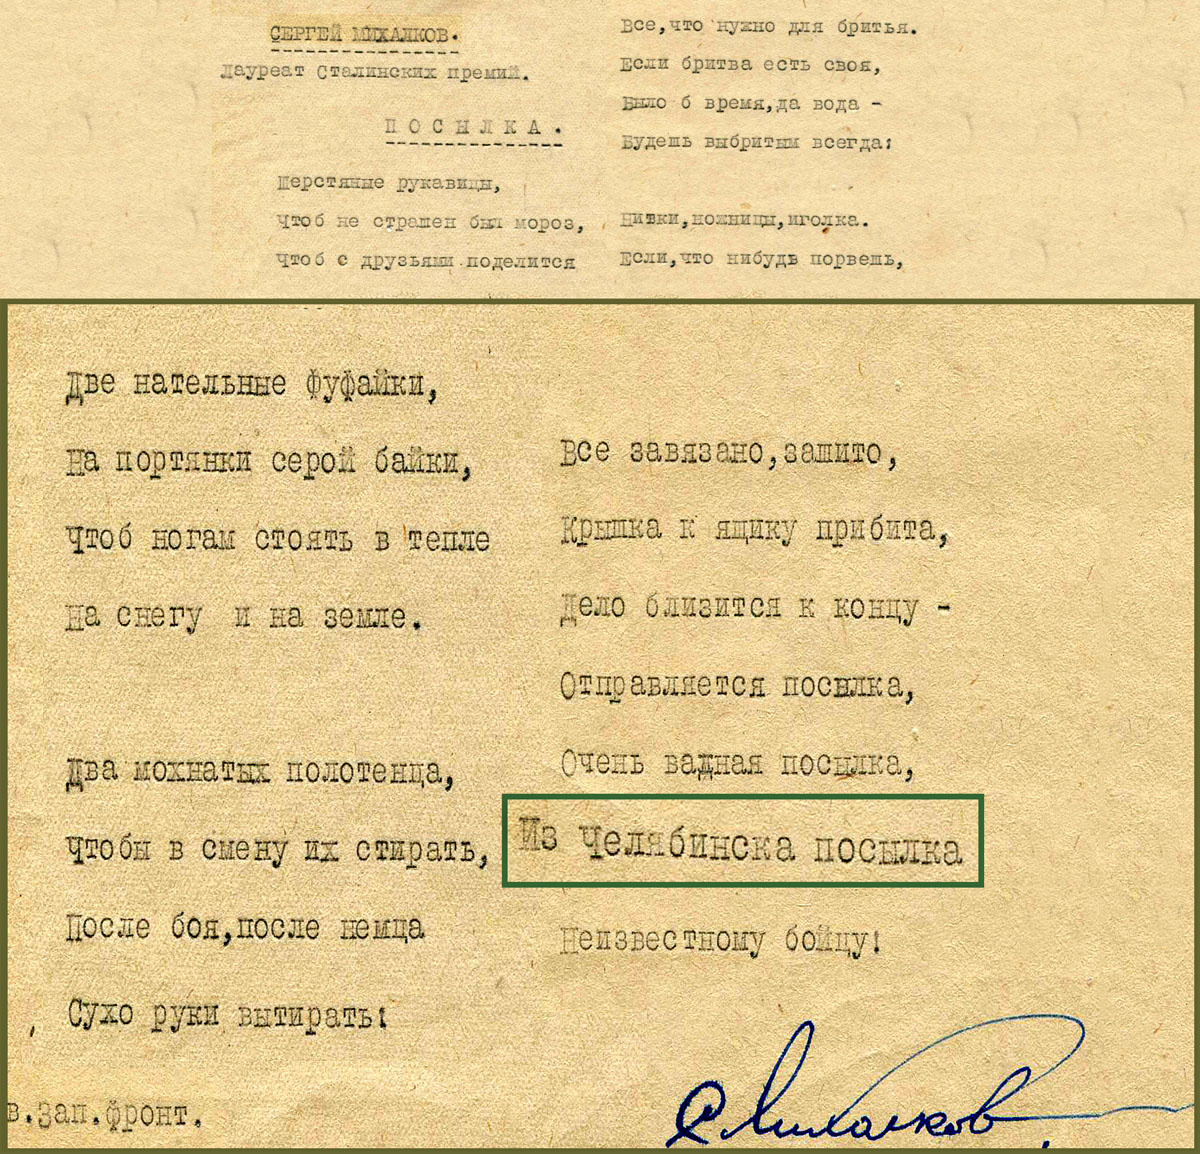 СЕРГЕЙ МИХАЛКОВ.
Лауреат Сталинских премий.
ПОСЫЛКА.
Шерстяные рукавицы,
Чтоб не страшен был мороз,
Чтоб с друзьями поделится
Все,что нужно для бритья.
Если бритва есть своя,
Было б время,да вода -
Будешь выбритым всегда!
Нитки,ножницы,иголка.
Если,что нибудь порвешь,
Две нательные фуфайки,
На портянки серой байки,
Чтоб ногам стоять в тепле
На снегу и на земле.
Два мохнатых полотенца,
Чтобы в смену их стирать,
После боя,после немца
Сухо руки вытирать!
в.зап.фронт.
Все завязано,зашито,
Крышка к ящику прибита,
Дело близится к концу -
Отправляется посылка,
Очень вадная посылка,
Из Челябинска посылка
Неизвестному бойцу!
С.Михалков